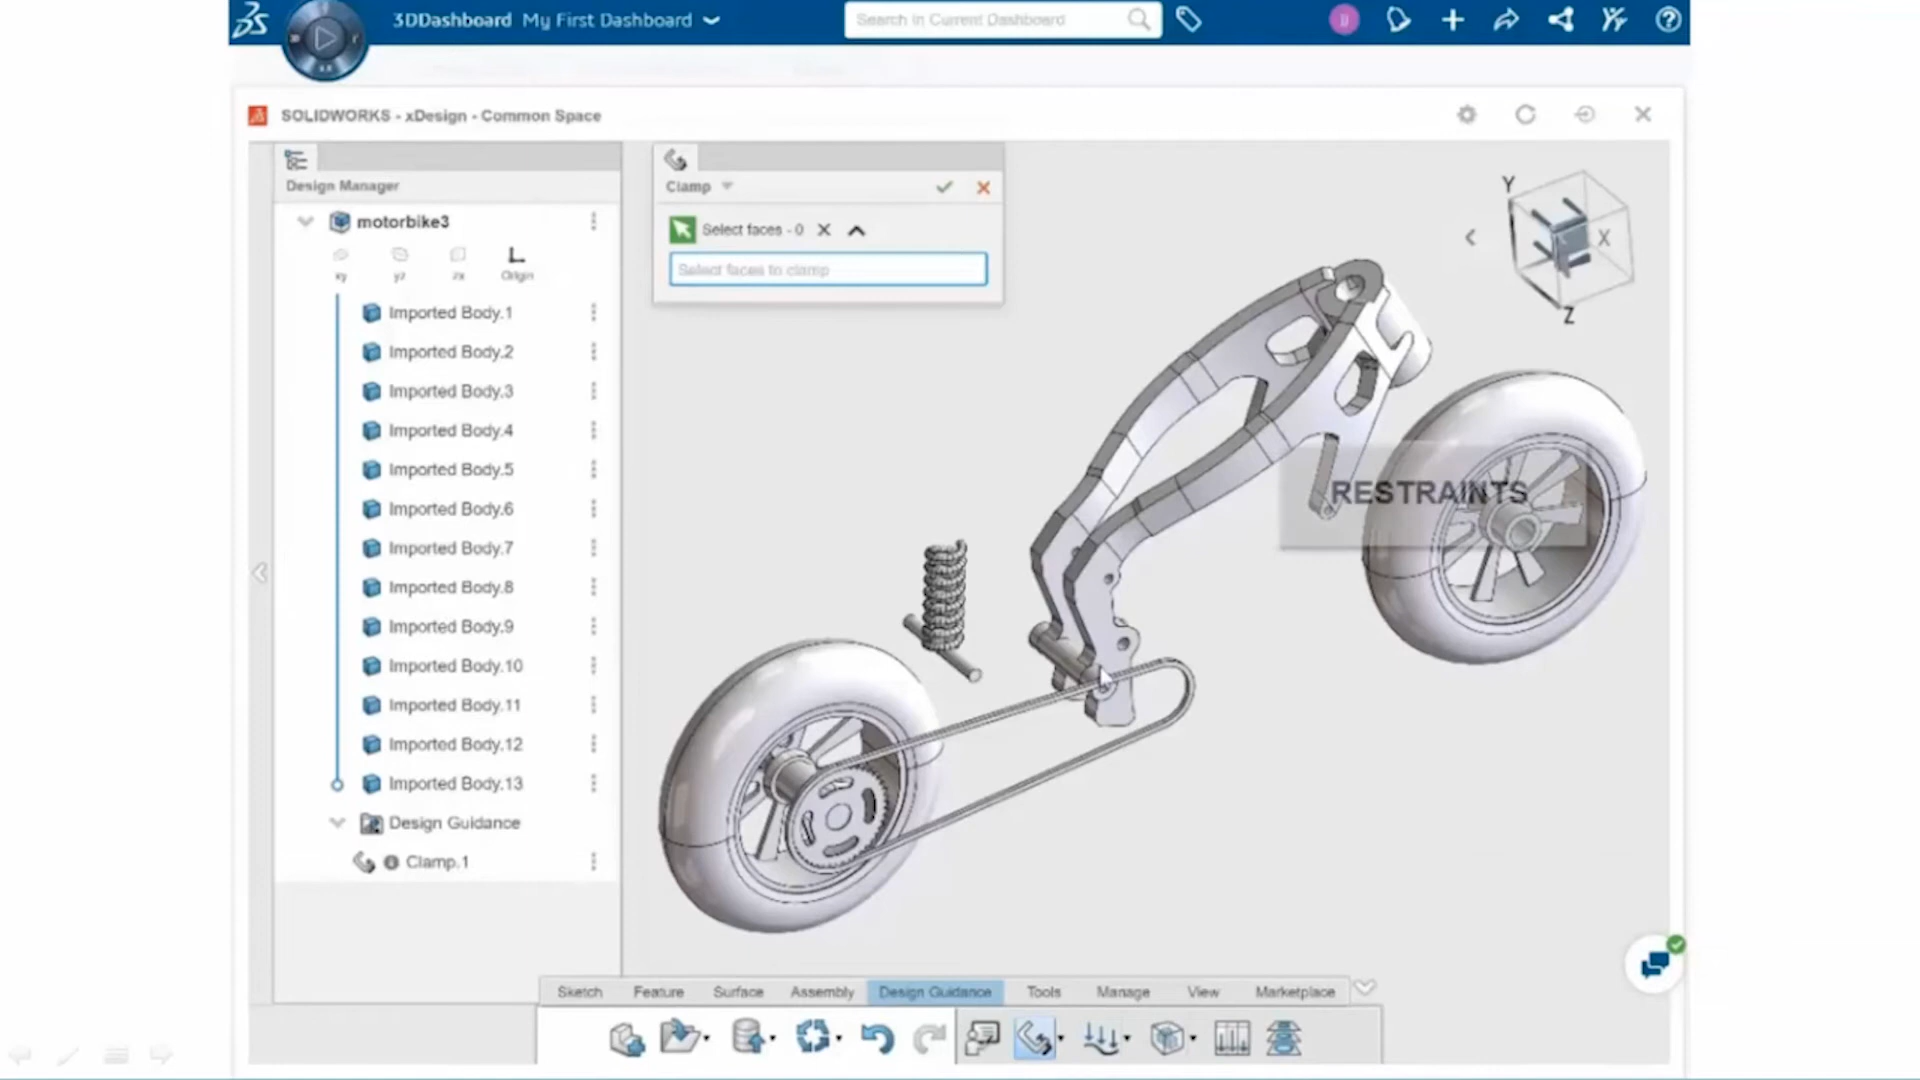 3DDashboard My First Dashboard
Search In Current Dashboard
SOLIDWORKS - xDesign - Common Space
Design Manager
motorbike3
xy
yz
zx
Origin
Imported Body.1
Imported Body.2
Imported Body.3
Imported Body.4
Imported Body.5
Imported Body.6
Imported Body.7
Imported Body.8
Imported Body.9
Imported Body.10
Imported Body.11
Imported Body.12
Imported Body.13
Design Guidance
Clamp.1
Clamp
Select faces - 0
Select faces to clamp
Y
X
Z
RESTRAINTS
Sketch
Feature
Surface
Assembly
Design Guidance
Tools
Manage
View
Marketplace